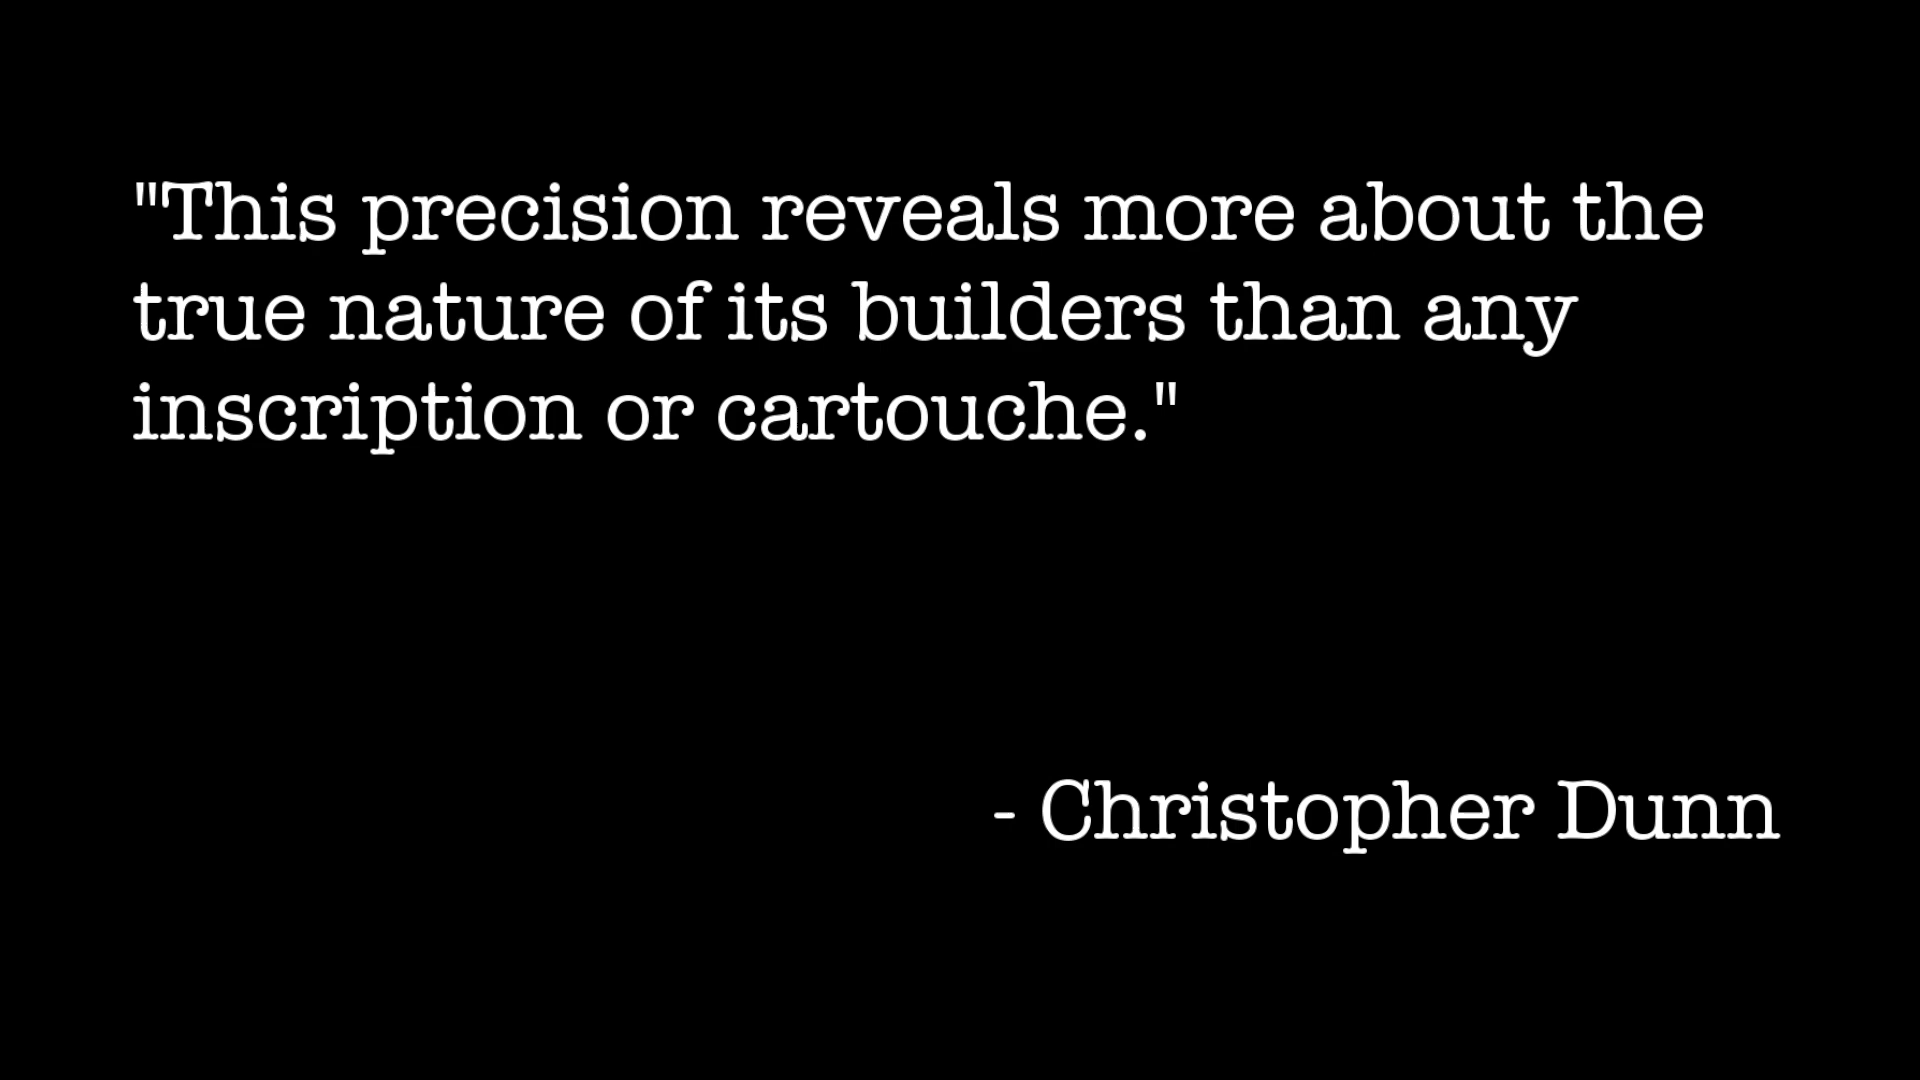 "This precision reveals more about the
true nature of its builders than any
inscription or cartouche."
- Christopher Dunn